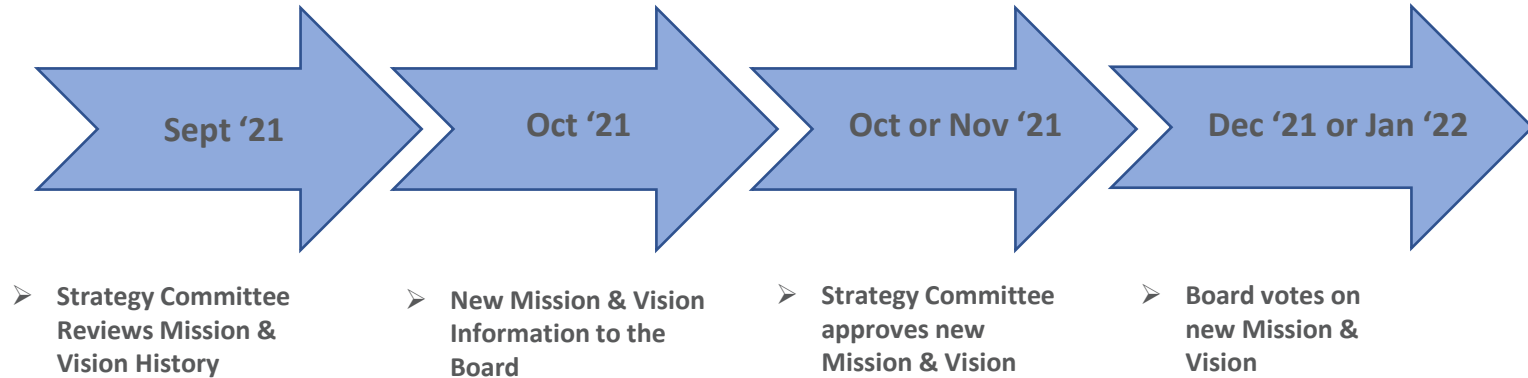 Sept ‘21
Oct ‘21
Oct or Nov ‘21
Dec ‘21 or Jan ‘22
➢ Strategy Committee
Reviews Mission &
Vision History
➢ New Mission & Vision
Information to the
Board
➢ Strategy Committee
approves new
Mission & Vision
➢ Board votes on
new Mission &
Vision